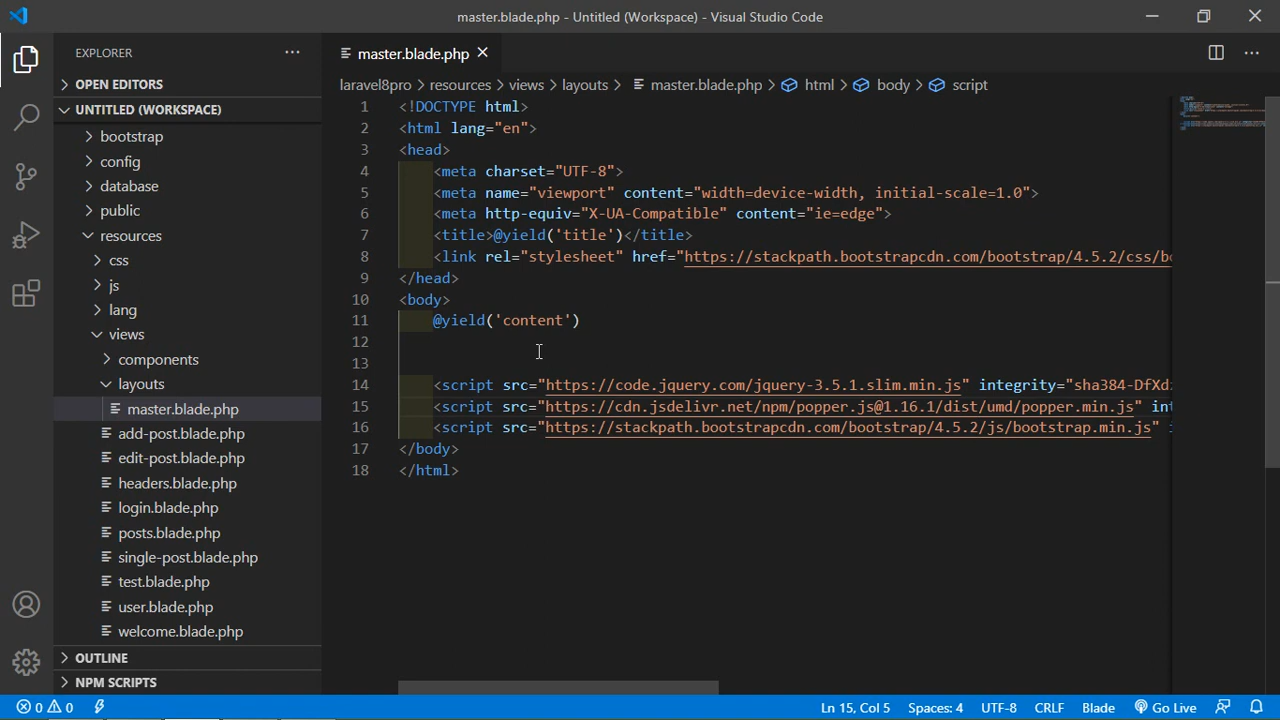 master.blade.php - Untitled (Workspace) - Visual Studio Code
EXPLORER
OPEN EDITORS
UNTITLED (WORKSPACE)
bootstrap
config
database
public
resources
css
js
lang
views
components
layouts
master.blade.php
add-post.blade.php
edit-post.blade.php
headers.blade.php
login.blade.php
posts.blade.php
single-post.blade.php
test.blade.php
user.blade.php
welcome.blade.php
OUTLINE
NPM SCRIPTS
master.blade.php
laravel8pro > resources > views > layouts > master.blade.php > html > body > script
1 <!DOCTYPE html>
2 <html lang="en">
3 <head>
4 <meta charset="UTF-8">
5 <meta name="viewport" content="width=device-width, initial-scale=1.0">
6 <meta http-equiv="X-UA-Compatible" content="ie=edge">
7 <title>@yield('title')</title>
8 <link rel="stylesheet" href="https://stackpath.bootstrapcdn.com/bootstrap/4.5.2/css/bo
9 </head>
10 <body>
11 @yield('content')
12
13
14 <script src="https://code.jquery.com/jquery-3.5.1.slim.min.js" integrity="sha384-DfXd
15 <script src="https://cdn.jsdelivr.net/npm/popper.js@1.16.1/dist/umd/popper.min.js" int
16 <script src="https://stackpath.bootstrapcdn.com/bootstrap/4.5.2/js/bootstrap.min.js" i
17 </body>
18 </html>
0 0 Ln 15, Col 5 Spaces: 4 UTF-8 CRLF Blade Go Live